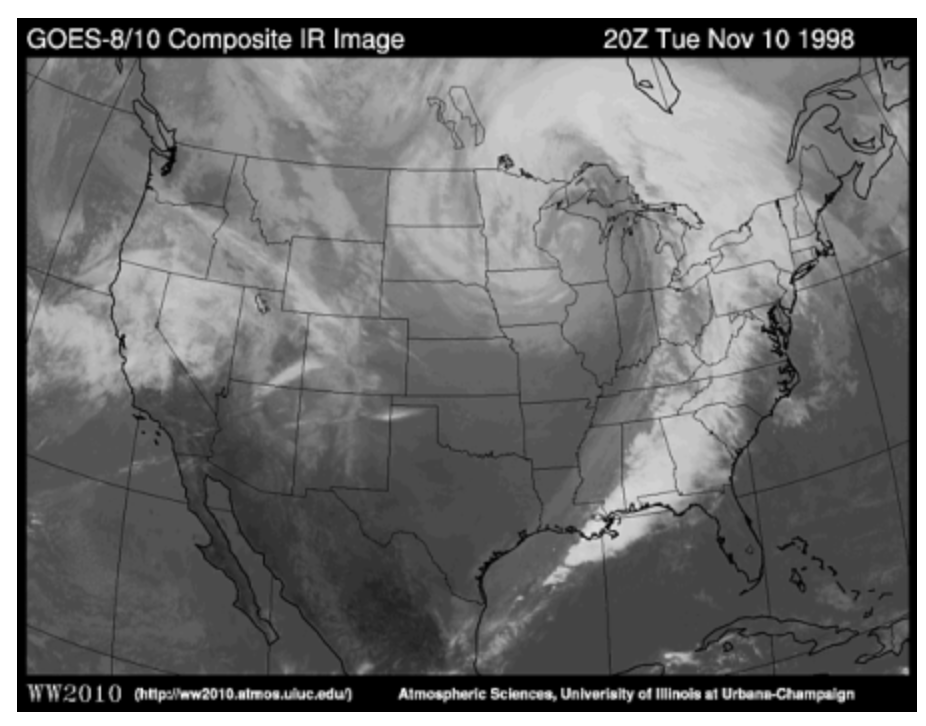 GOES-8/10 Composite IR Image 20Z Tue Nov 10 1998
WW2010 (http://ww2010.atmos.uiuc.edu/) Atmospheric Sciences, Univerisity of Illinois at Urbana-Champaign